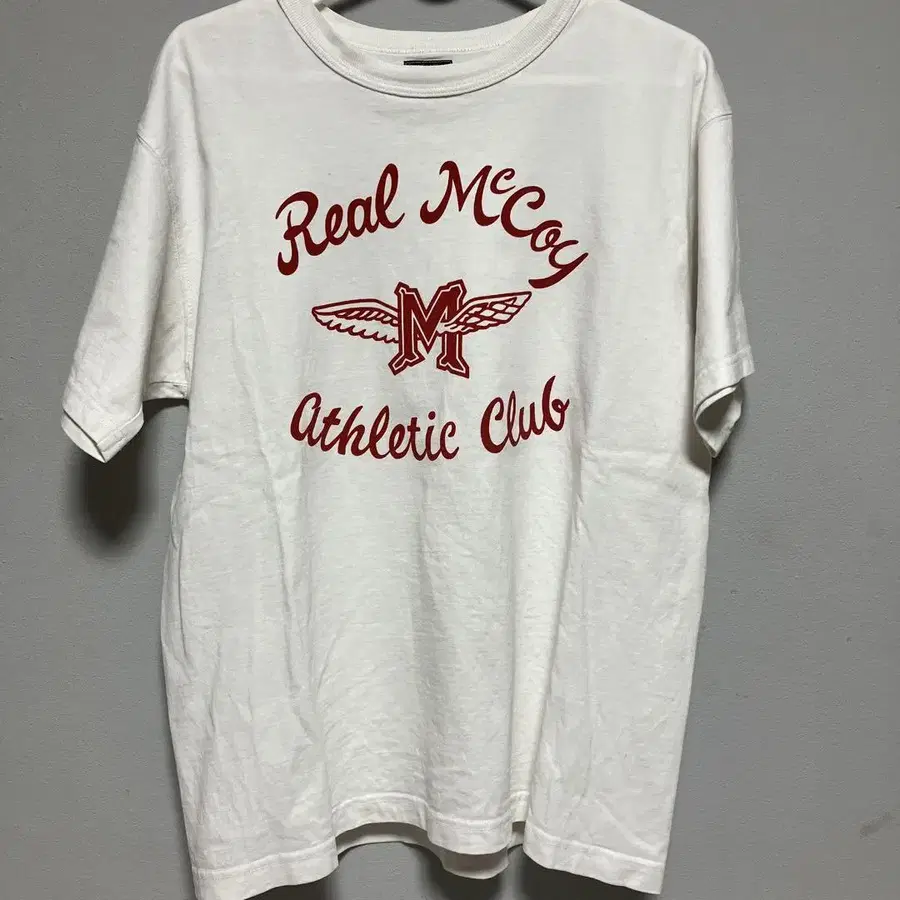 Real McCoy
M
Athletic Club